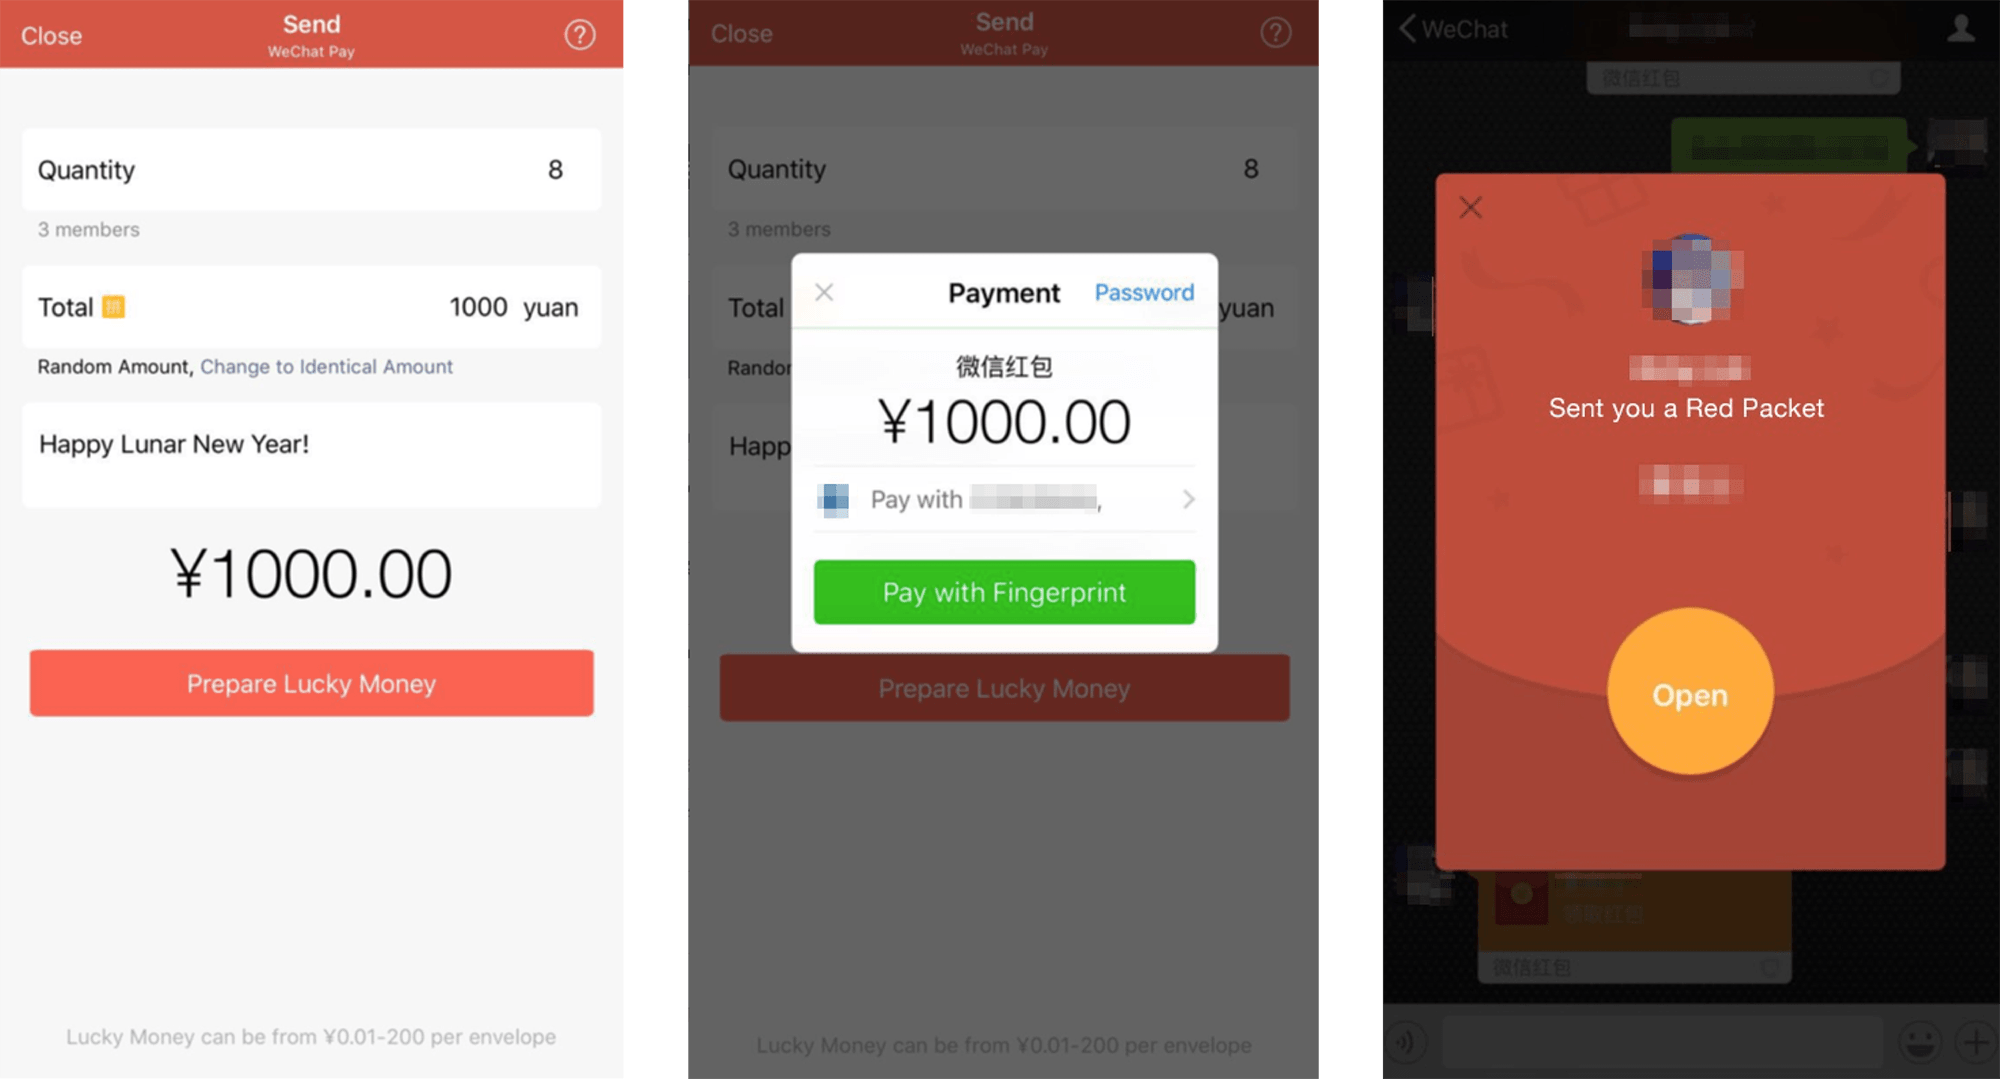 Close
Send
WeChat Pay
?
Quantity 8
3 members
Total 拼 1000 yuan
Random Amount, Change to Identical Amount
Happy Lunar New Year!
¥1000.00
Prepare Lucky Money
Lucky Money can be from ¥0.01-200 per envelope
Close
Send
WeChat Pay
?
Quantity 8
3 members
Total yuan
Payment Password
微信红包
¥1000.00
Pay with ,
Pay with Fingerprint
Prepare Lucky Money
Lucky Money can be from ¥0.01-200 per envelope
WeChat
微信红包
Sent you a Red Packet
Open
领取红包
微信红包